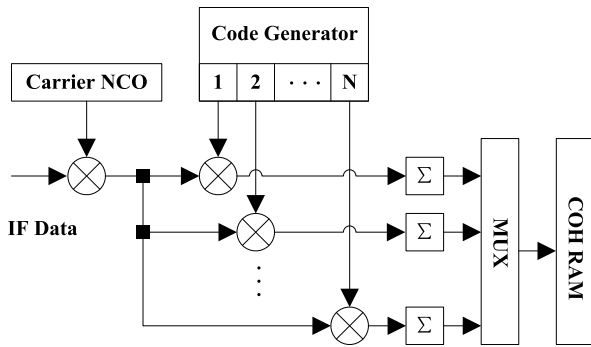 Code Generator
1 2 · · · N
Carrier NCO
IF Data
Σ
Σ
Σ
MUX
COH RAM